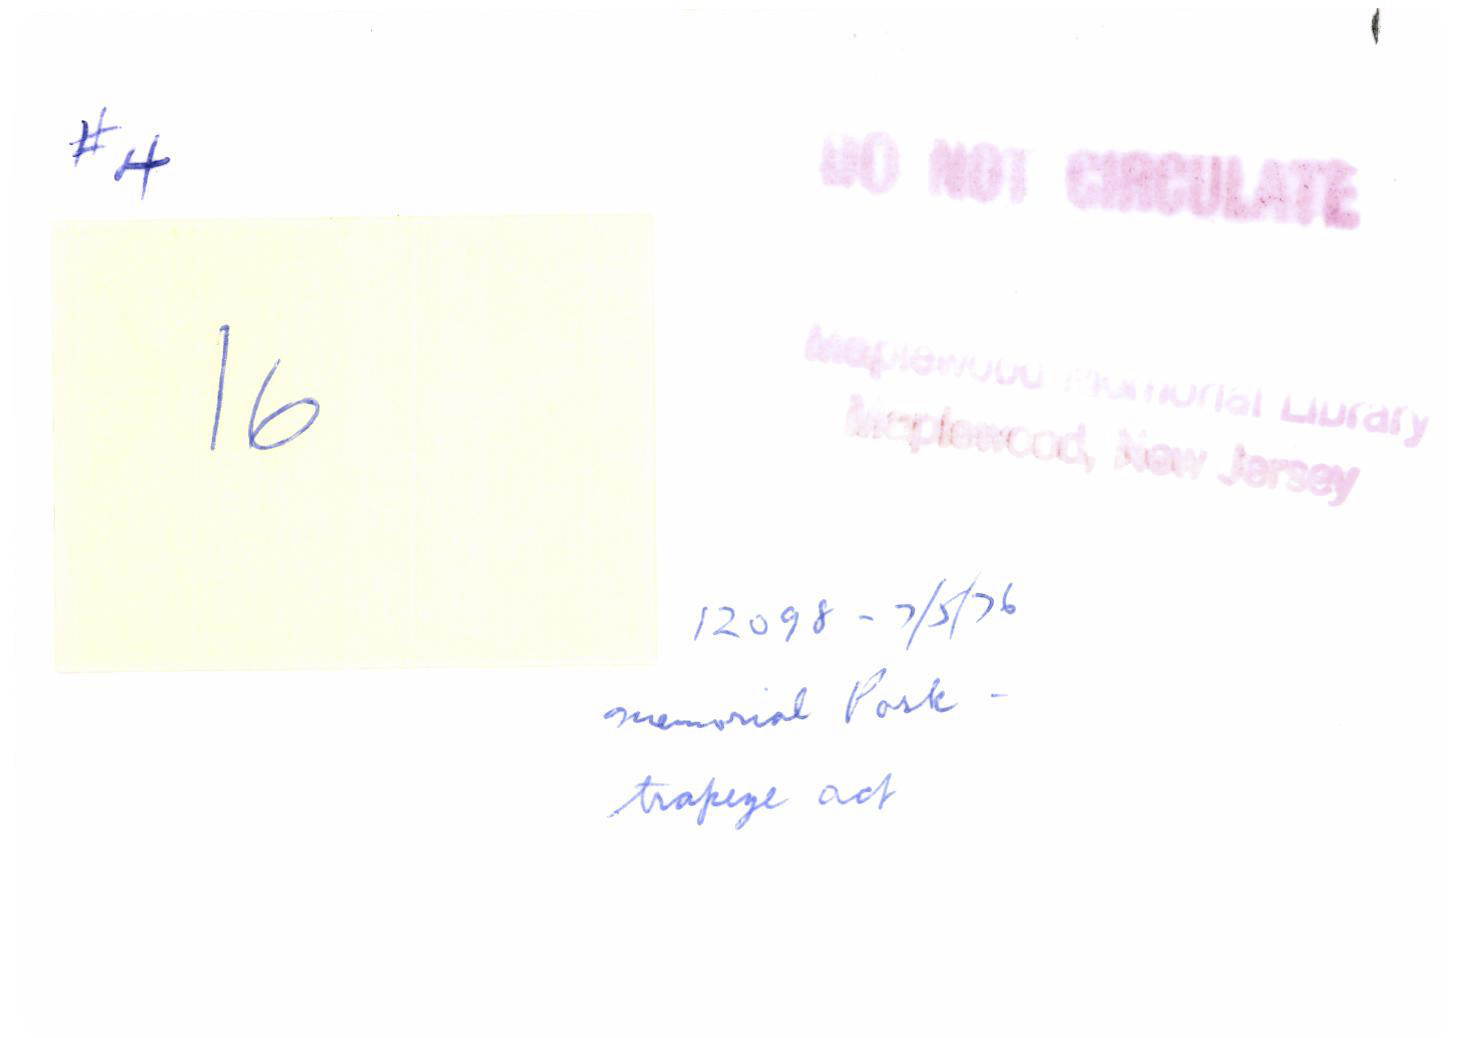 #4
DO NOT CIRCULATE
16
Maplewood Memorial Library
Maplewood, New Jersey
12098 - 7/5/76
memorial Park -
trapeze act